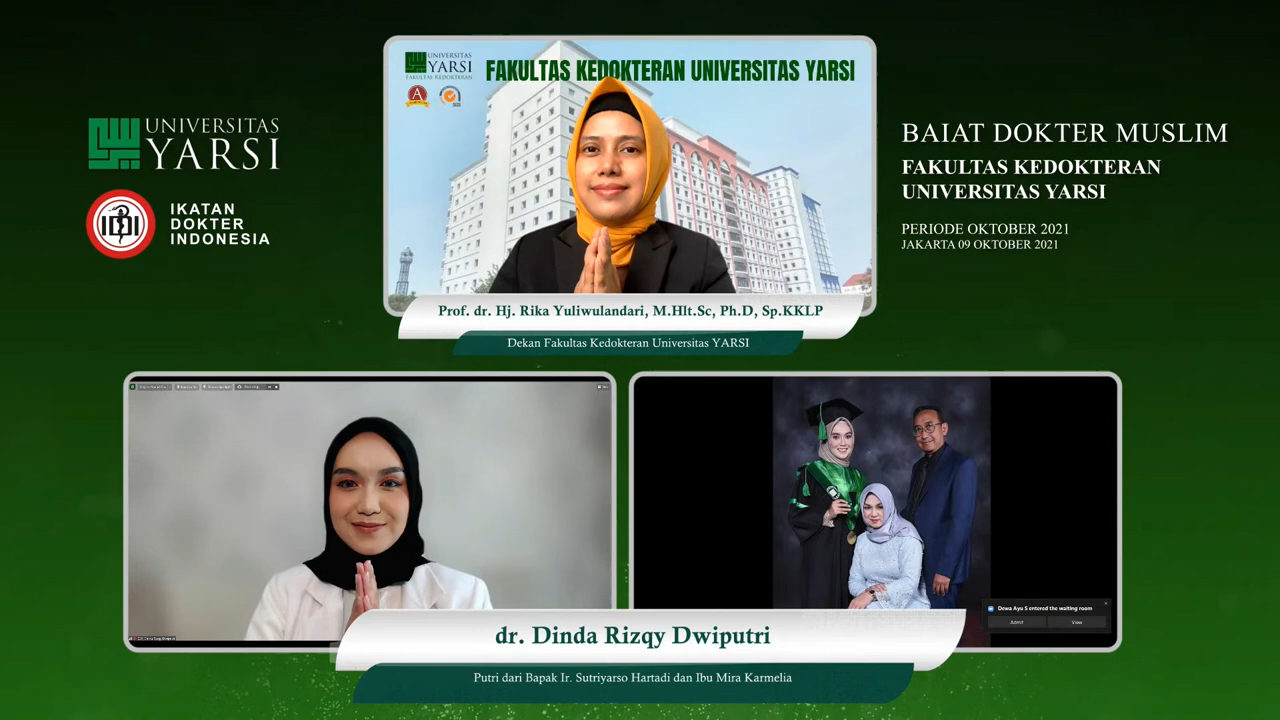 UNIVERSITAS
YARSI
IKATAN
DOKTER
INDONESIA
UNIVERSITAS
YARSI
FAKULTAS KEDOKTERAN
FAKULTAS KEDOKTERAN UNIVERSITAS YARSI
A
Prof. dr. Hj. Rika Yuliwulandari, M.Hlt.Sc, Ph.D, Sp.KKLP
Dekan Fakultas Kedokteran Universitas YARSI
BAIAT DOKTER MUSLIM
FAKULTAS KEDOKTERAN
UNIVERSITAS YARSI
PERIODE OKTOBER 2021
JAKARTA 09 OKTOBER 2021
Dewa Ayu S entered the waiting room
Admit
View
dr. Dinda Rizqy Dwiputri
Putri dari Bapak Ir. Sutriyarso Hartadi dan Ibu Mira Karmelia